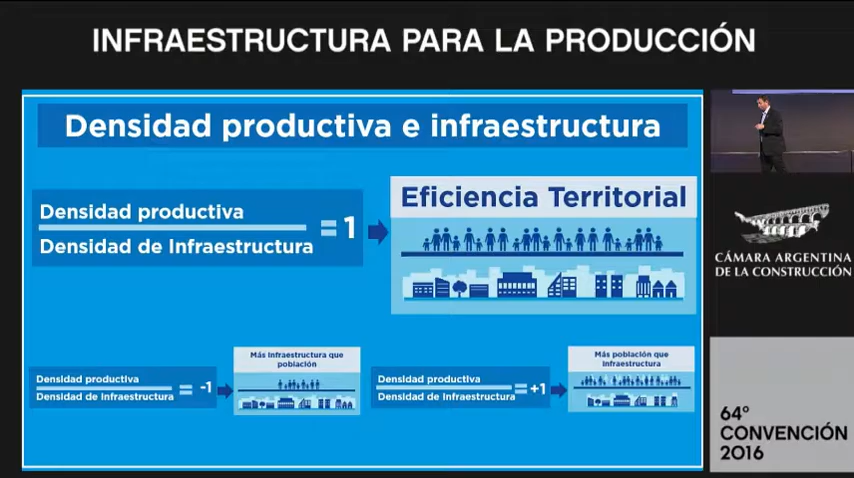 INFRAESTRUCTURA PARA LA PRODUCCIÓN
Densidad productiva e infraestructura
Densidad productiva
Densidad de Infraestructura
= 1
Eficiencia Territorial
CÁMARA ARGENTINA
DE LA CONSTRUCCIÓN
Densidad productiva
Densidad de Infraestructura
= -1
Más infraestructura que
población
Densidad productiva
Densidad de Infraestructura
= +1
Más población que
infraestructura
64º
CONVENCIÓN
2016